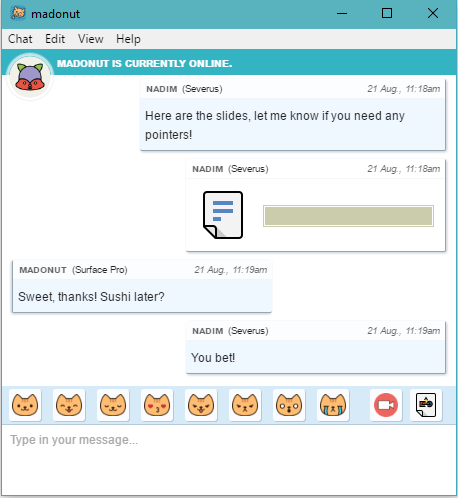 madonut
Chat Edit View Help
MADONUT IS CURRENTLY ONLINE.
NADIM (Severus) 21 Aug., 11:18am
Here are the slides, let me know if you need any
pointers!
NADIM (Severus) 21 Aug., 11:18am
MADONUT (Surface Pro) 21 Aug., 11:19am
Sweet, thanks! Sushi later?
NADIM (Severus) 21 Aug., 11:19am
You bet!
Type in your message...